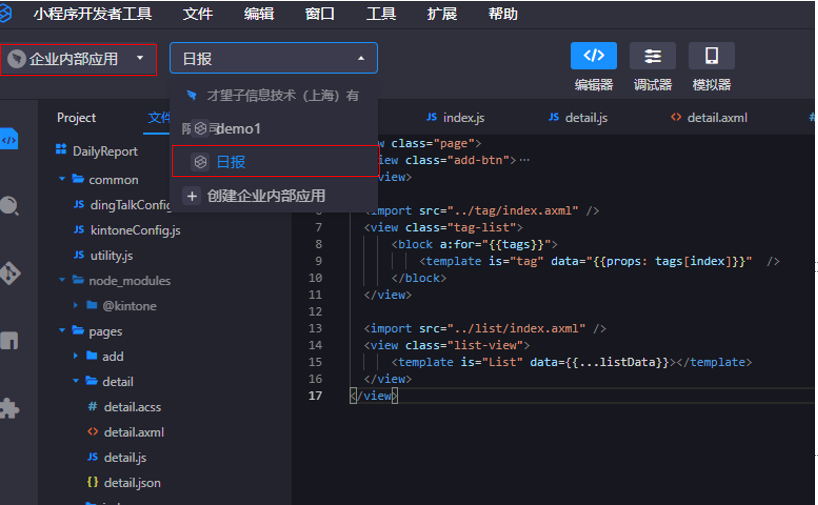 小程序开发者工具 文件 编辑 窗口 工具 扩展 帮助
企业内部应用 日报
编辑器 调试器 模拟器
才望子信息技术（上海）有
demo1
日报
创建企业内部应用
Project 文件
DailyReport
common
dingTalkConfig
JS kintoneConfig.js
JS utility.js
node_modules
@kintone
pages
add
detail
# detail.acss
<> detail.axml
JS detail.js
{} detail.json
JS index.js JS detail.js <> detail.axml #
w class="page">
view class="add-btn">…
view>
import src="../tag/index.axml" />
7 <view class="tag-list">
8 <block a:for="{{tags}}">
9 <template is="tag" data="{{props: tags[index]}}" />
10 </block>
11 </view>
12
13 <import src="../list/index.axml" />
14 <view class="list-view">
15 <template is="List" data={{...listData}}></template>
16 </view>
17 </view>